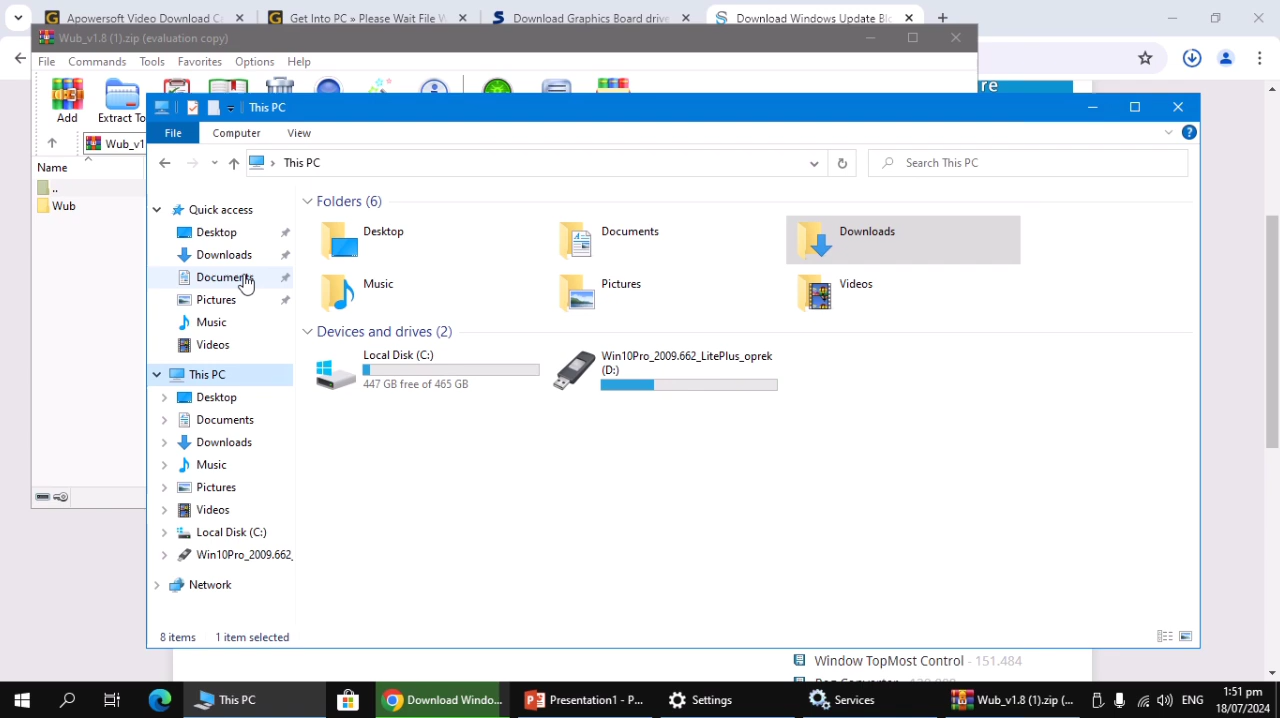 Apowersoft Video Download C
Get Into PC » Please Wait File W
Download Graphics Board drive
Download Windows Update Blo
Wub_v1.8 (1).zip (evaluation copy)
File Commands Tools Favorites Options Help
re
Add Extract To
This PC
File Computer View
Wub_v1
This PC
Search This PC
Name
..
Wub
Quick access
Desktop
Downloads
Documents
Pictures
Music
Videos
This PC
Desktop
Documents
Downloads
Music
Pictures
Videos
Local Disk (C:)
Win10Pro_2009.662_
Network
Folders (6)
Desktop
Documents
Downloads
Music
Pictures
Videos
Devices and drives (2)
Local Disk (C:)
447 GB free of 465 GB
Win10Pro_2009.662_LitePlus_oprek
(D:)
8 items 1 item selected
Window TopMost Control - 151.484
This PC
Download Windo...
Presentation1 - P...
Settings
Services
Wub_v1.8 (1).zip (...
ENG
1:51 pm
18/07/2024